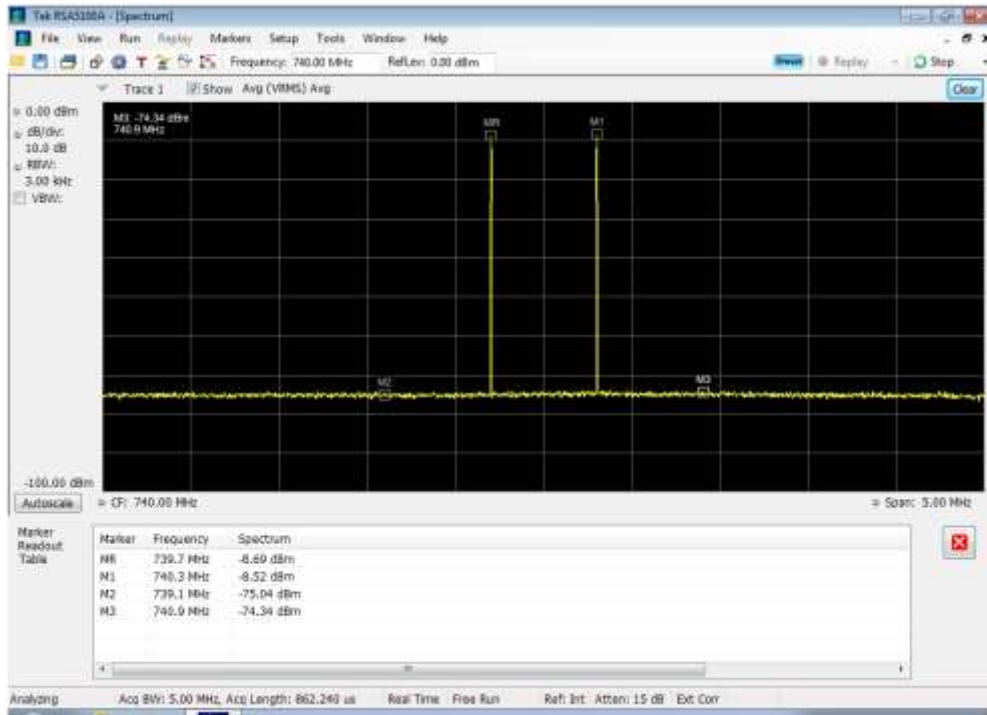 Tek RSA5100A - [Spectrum]
File View Run Replay Markers Setup Tools Window Help
Frequency: 740.00 MHz RefLev: 0.00 dBm Preset Replay Stop
Trace 1 Show Avg (VRMS) Avg Clear
0.00 dBm
dB/div:
10.0 dB
RBW:
3.00 kHz
VBW:
M3: -74.34 dBm
740.9 MHz
MR
M1
M2
M3
-100.00 dBm
Autoscale CF: 740.00 MHz Span: 5.00 MHz
Marker
Readout
Table
Marker Frequency Spectrum
MR 739.7 MHz -8.69 dBm
M1 740.3 MHz -8.52 dBm
M2 739.1 MHz -75.04 dBm
M3 740.9 MHz -74.34 dBm
Analyzing Acq BW: 5.00 MHz, Acq Length: 862.240 us Real Time Free Run Ref: Int Atten: 15 dB Ext Corr